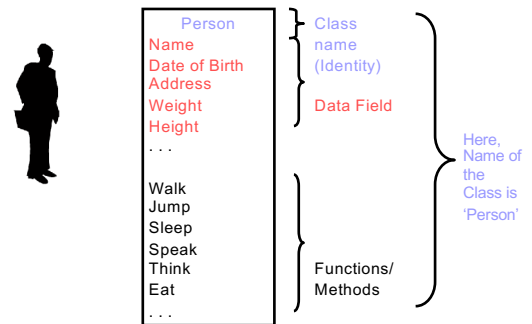 Person
Name
Date of Birth
Address
Weight
Height
. . .
Walk
Jump
Sleep
Speak
Think
Eat
. . .
Class
name
(Identity)
Data Field
Functions/
Methods
Here,
Name of
the
Class is
‘Person’